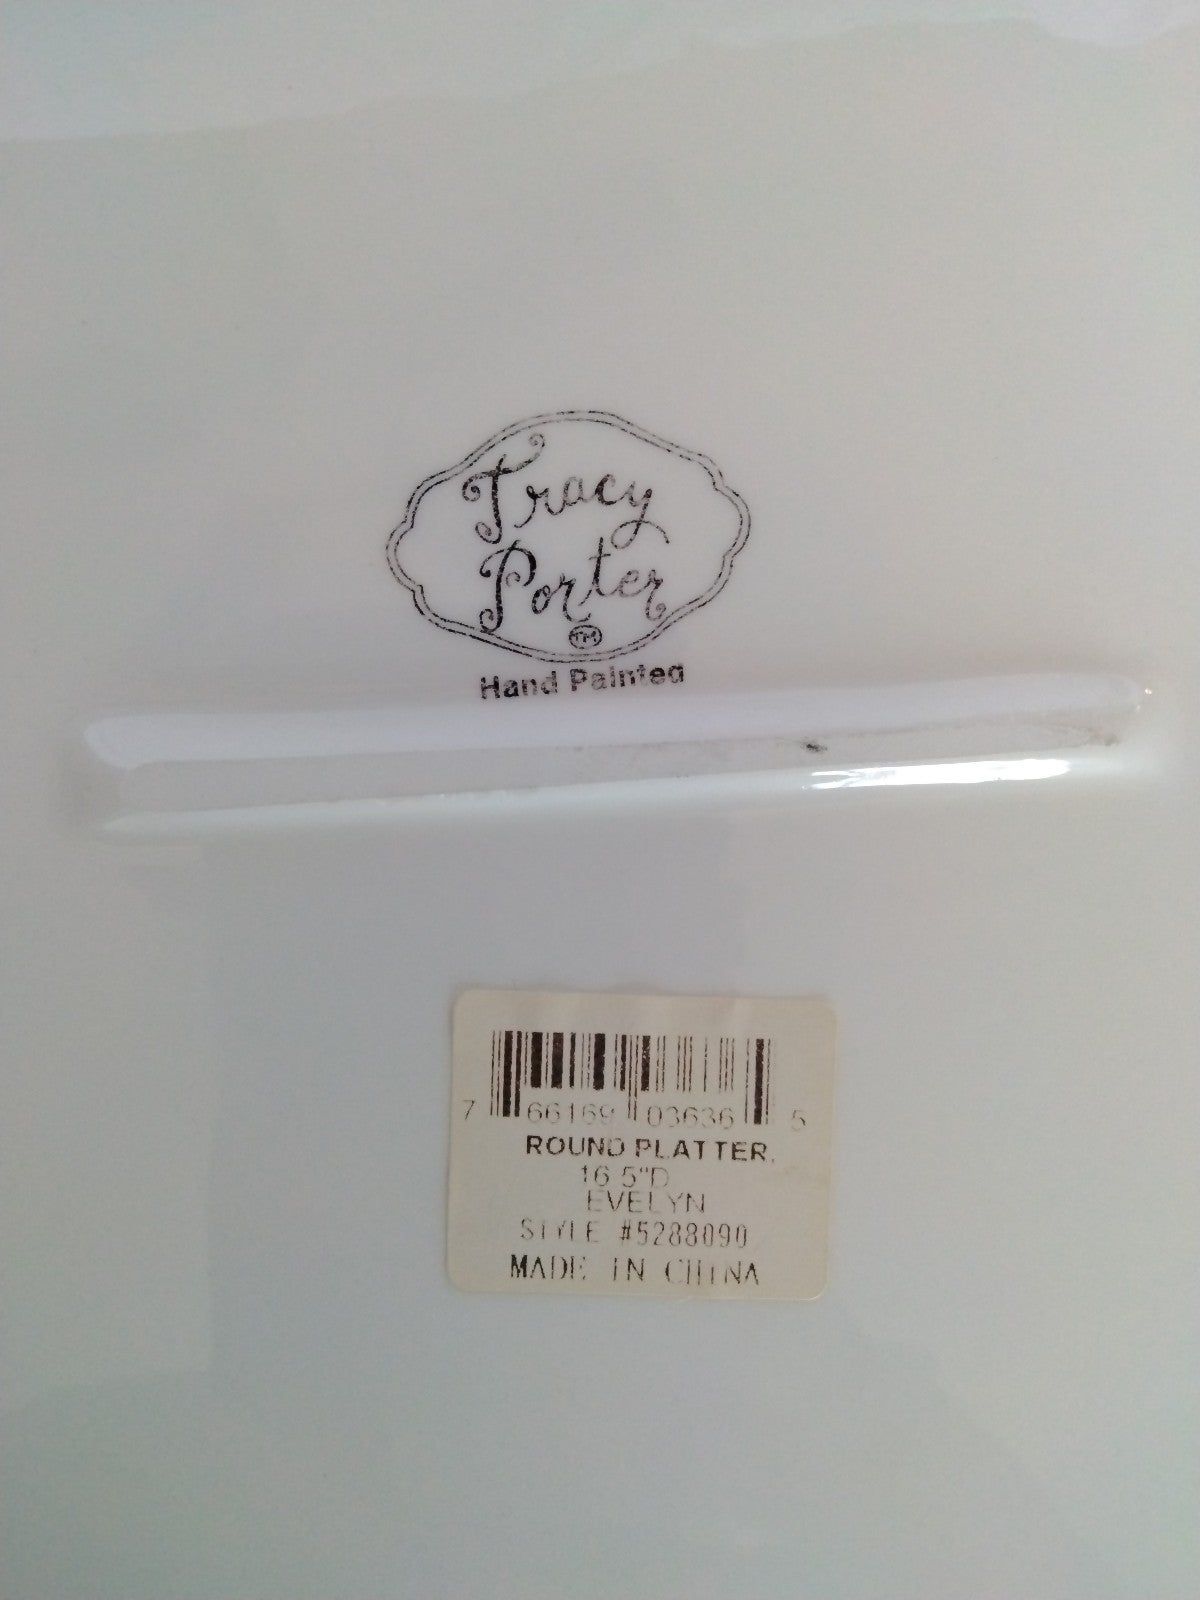 Tracy
Porter
TM
Hand Painted
7 66169 03636 5
ROUND PLATTER,
16.5"D
EVELYN
STYLE #5288090
MADE IN CHINA